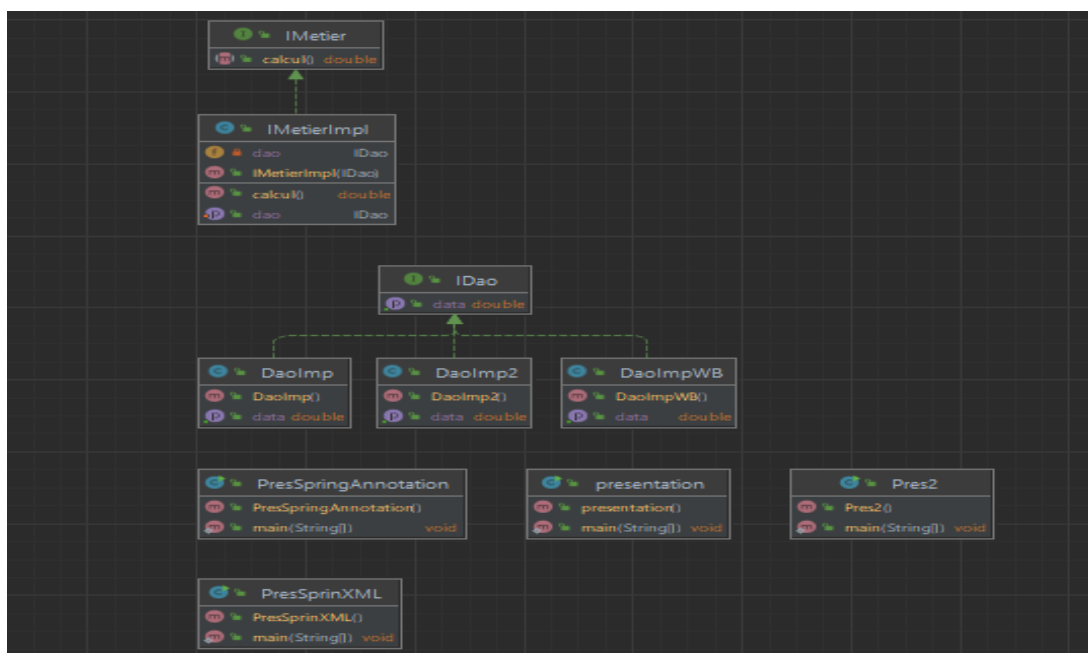 IMetier
calcul() double
IMetierImpl
dao IDao
IMetierImpl(IDao)
calcul() double
dao IDao
IDao
data double
DaoImp
DaoImp()
data double
DaoImp2
DaoImp2()
data double
DaoImpWB
DaoImpWB()
data double
PresSpringAnnotation
PresSpringAnnotation()
main(String[]) void
presentation
presentation()
main(String[]) void
Pres2
Pres2()
main(String[]) void
PresSprinXML
PresSprinXML()
main(String[]) void